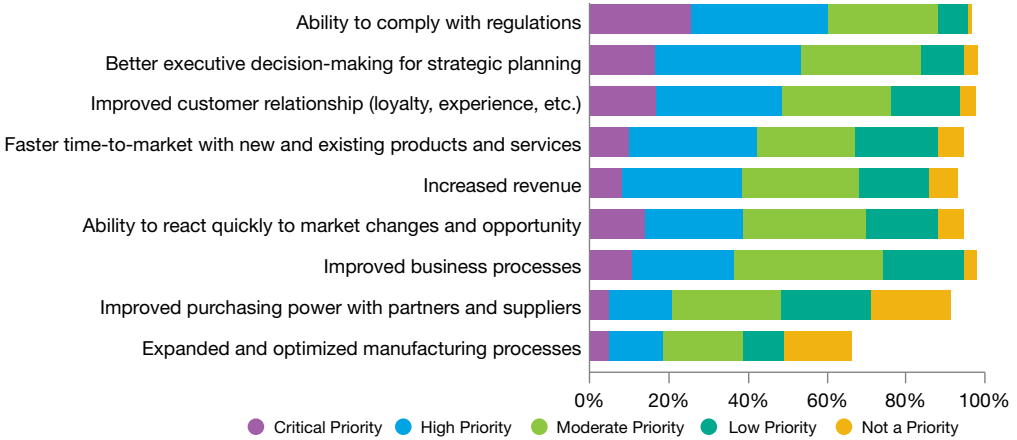 Ability to comply with regulations
Better executive decision-making for strategic planning
Improved customer relationship (loyalty, experience, etc.)
Faster time-to-market with new and existing products and services
Increased revenue
Ability to react quickly to market changes and opportunity
Improved business processes
Improved purchasing power with partners and suppliers
Expanded and optimized manufacturing processes
0% 20% 40% 60% 80% 100%
Critical Priority High Priority Moderate Priority Low Priority Not a Priority